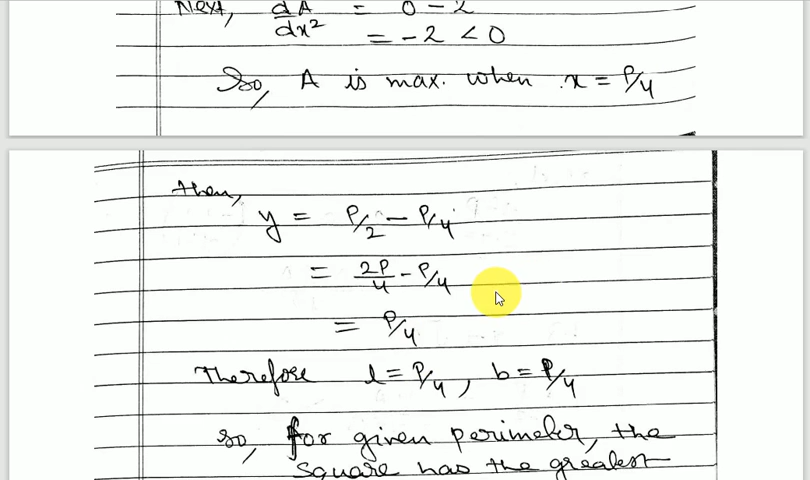 Next, dA/dx² = 0 - 2
= -2 < 0
So, A is max. when x = P/4
then,
y = P/2 - P/4
= 2P/4 - P/4
= P/4
Therefore l = P/4, b = P/4
So, for given perimeter, the
square has the greatest